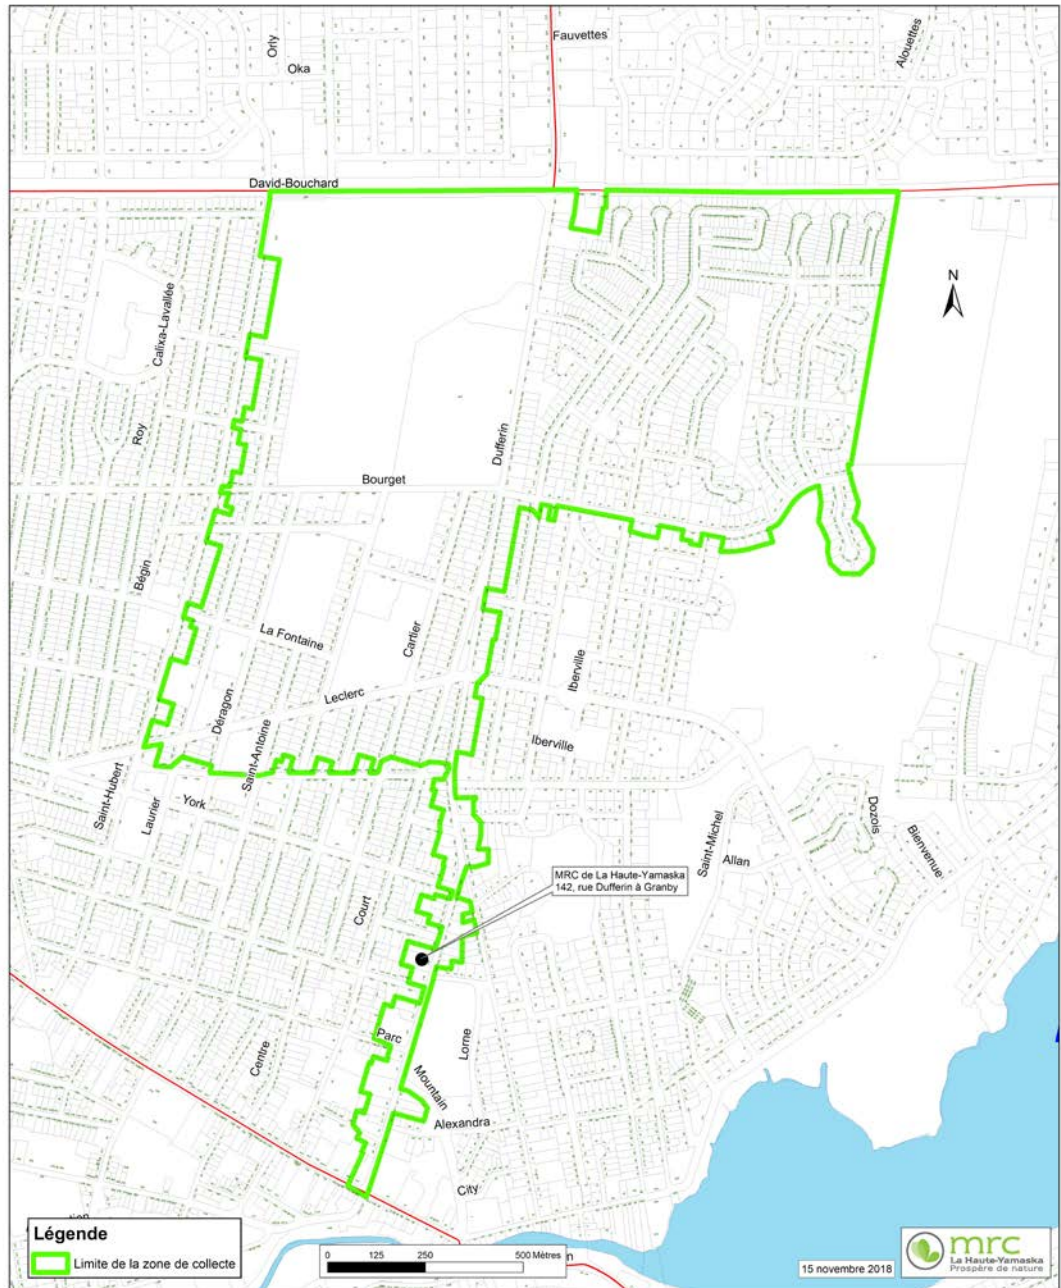 Orly
Fauvettes
Alouettes
Oka
David-Bouchard
N
Calixa-Lavallée
Roy
Dufferin
Bourget
Bégin
La Fontaine
Cartier
Iberville
Leclerc
Déragon
Saint-Antoine
Iberville
Saint-Hubert
Laurier
York
Saint-Michel
Dozois
Bienvenue
Allan
MRC de La Haute-Yamaska
142, rue Dufferin à Granby
Court
Parc
Lorne
Centre
Mountain
Alexandra
City
Légende
Limite de la zone de collecte
0 125 250 500 Mètres
15 novembre 2018
mrc
La Haute-Yamaska
Prospère de nature